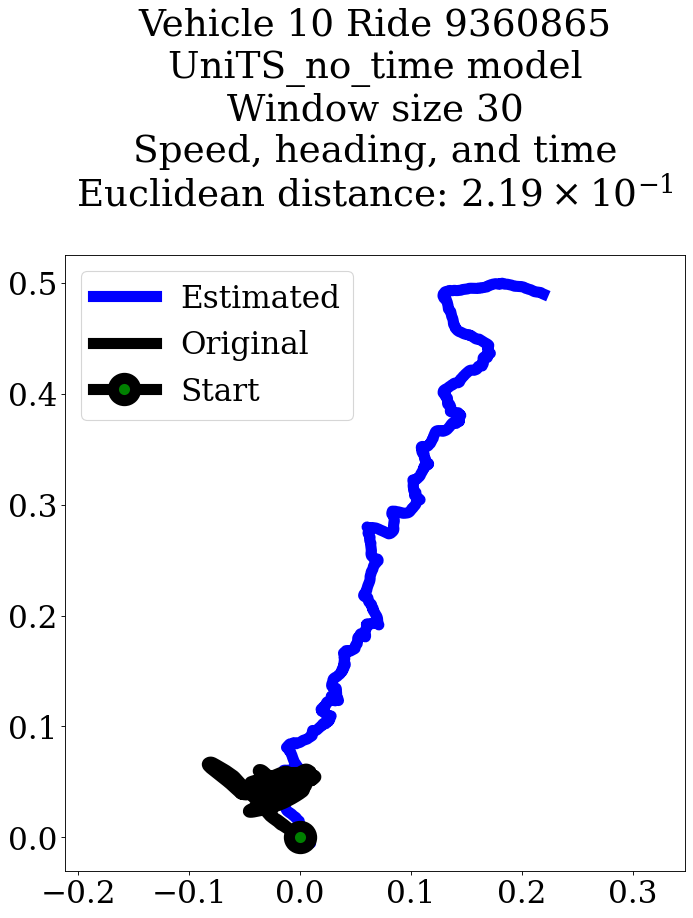 Vehicle 10 Ride 9360865
UniTS_no_time model
Window size 30
Speed, heading, and time
Euclidean distance: 2.19 × 10⁻¹
Estimated
Original
Start
0.5
0.4
0.3
0.2
0.1
0.0
−0.2 −0.1 0.0 0.1 0.2 0.3